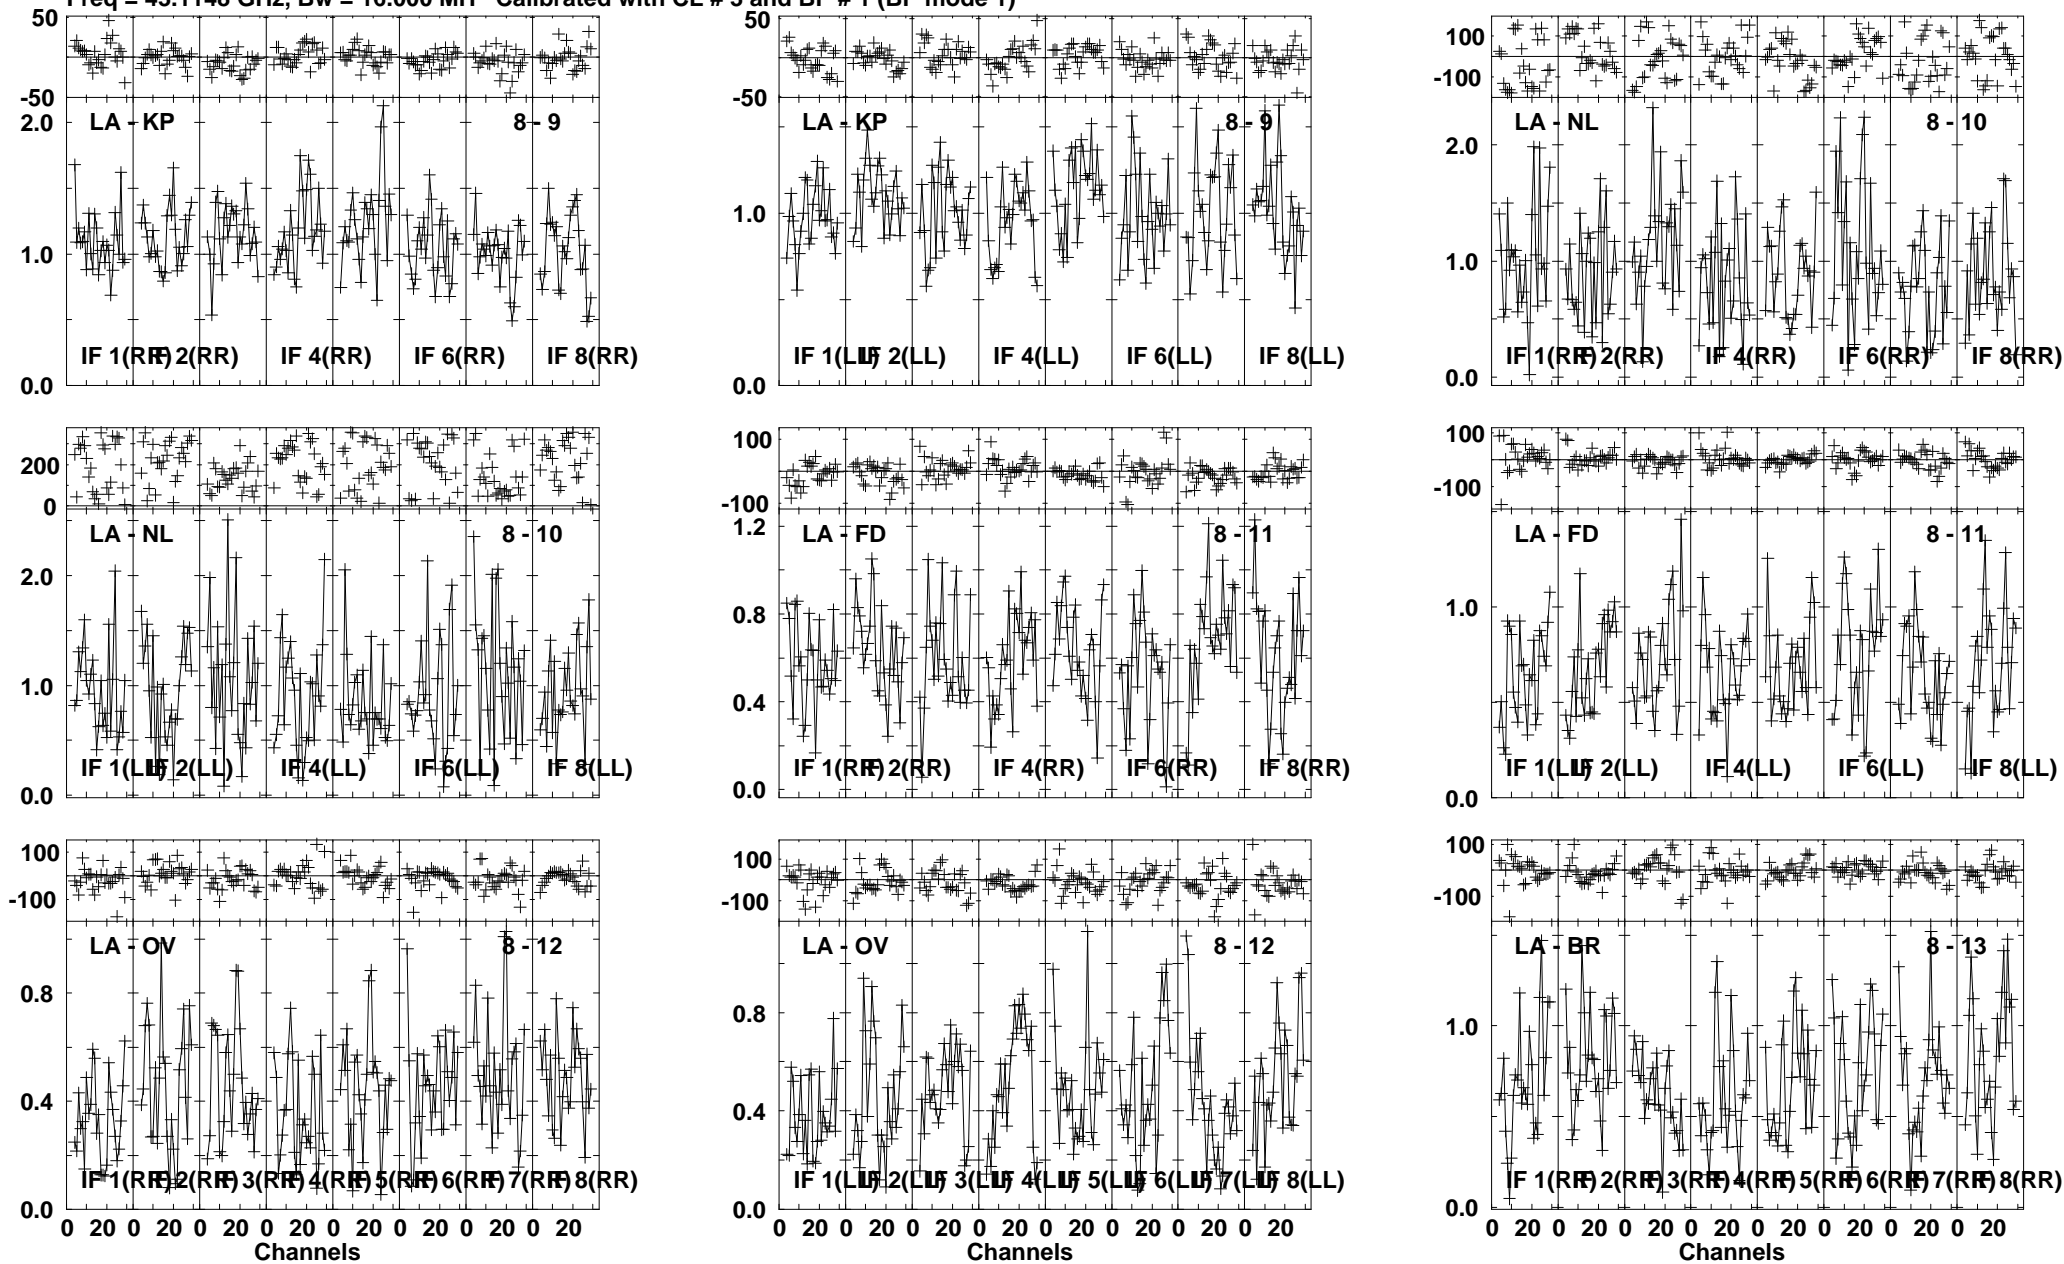 Freq = 43.1148 GHz, Bw = 16.000 MH Calibrated with CL # 3 and BP # 1 (BP mode 1)
50
-50
2.0
1.0
0.0
LA - KP 8 - 9
IF 1(RR) IF 2(RR) IF 4(RR) IF 6(RR) IF 8(RR)
50
-50
1.0
0.0
LA - KP 8 - 9
IF 1(LL) IF 2(LL) IF 4(LL) IF 6(LL) IF 8(LL)
100
-100
2.0
1.0
0.0
LA - NL 8 - 10
IF 1(RR) IF 2(RR) IF 4(RR) IF 6(RR) IF 8(RR)
200
0
2.0
1.0
0.0
LA - NL 8 - 10
IF 1(LL) IF 2(LL) IF 4(LL) IF 6(LL) IF 8(LL)
100
-100
1.2
0.8
0.4
0.0
LA - FD 8 - 11
IF 1(RR) IF 2(RR) IF 4(RR) IF 6(RR) IF 8(RR)
100
-100
1.0
0.0
LA - FD 8 - 11
IF 1(LL) IF 2(LL) IF 4(LL) IF 6(LL) IF 8(LL)
100
-100
0.8
0.4
0.0
LA - OV 8 - 12
IF 1(RR) IF 2(RR) IF 3(RR) IF 4(RR) IF 5(RR) IF 6(RR) IF 7(RR) IF 8(RR)
0 20 0 20 0 20 0 20 0 20 0 20 0 20 0 20
Channels
100
-100
0.8
0.4
0.0
LA - OV 8 - 12
IF 1(LL) IF 2(LL) IF 3(LL) IF 4(LL) IF 5(LL) IF 6(LL) IF 7(LL) IF 8(LL)
0 20 0 20 0 20 0 20 0 20 0 20 0 20 0 20
Channels
100
-100
1.0
0.0
LA - BR 8 - 13
IF 1(RR) IF 2(RR) IF 3(RR) IF 4(RR) IF 5(RR) IF 6(RR) IF 7(RR) IF 8(RR)
0 20 0 20 0 20 0 20 0 20 0 20 0 20 0 20
Channels